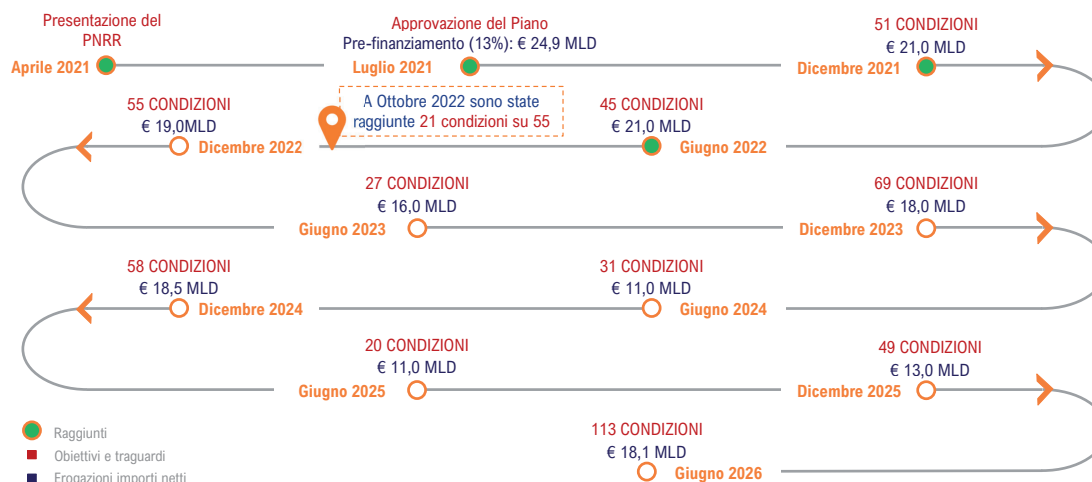 Presentazione del
PNRR
Aprile 2021
Approvazione del Piano
Pre-finanziamento (13%): € 24,9 MLD
Luglio 2021
51 CONDIZIONI
€ 21,0 MLD
Dicembre 2021
45 CONDIZIONI
€ 21,0 MLD
Giugno 2022
A Ottobre 2022 sono state
raggiunte 21 condizioni su 55
55 CONDIZIONI
€ 19,0MLD
Dicembre 2022
27 CONDIZIONI
€ 16,0 MLD
Giugno 2023
69 CONDIZIONI
€ 18,0 MLD
Dicembre 2023
31 CONDIZIONI
€ 11,0 MLD
Giugno 2024
58 CONDIZIONI
€ 18,5 MLD
Dicembre 2024
20 CONDIZIONI
€ 11,0 MLD
Giugno 2025
49 CONDIZIONI
€ 13,0 MLD
Dicembre 2025
113 CONDIZIONI
€ 18,1 MLD
Giugno 2026
Raggiunti
Obiettivi e traguardi
Erogazioni importi netti